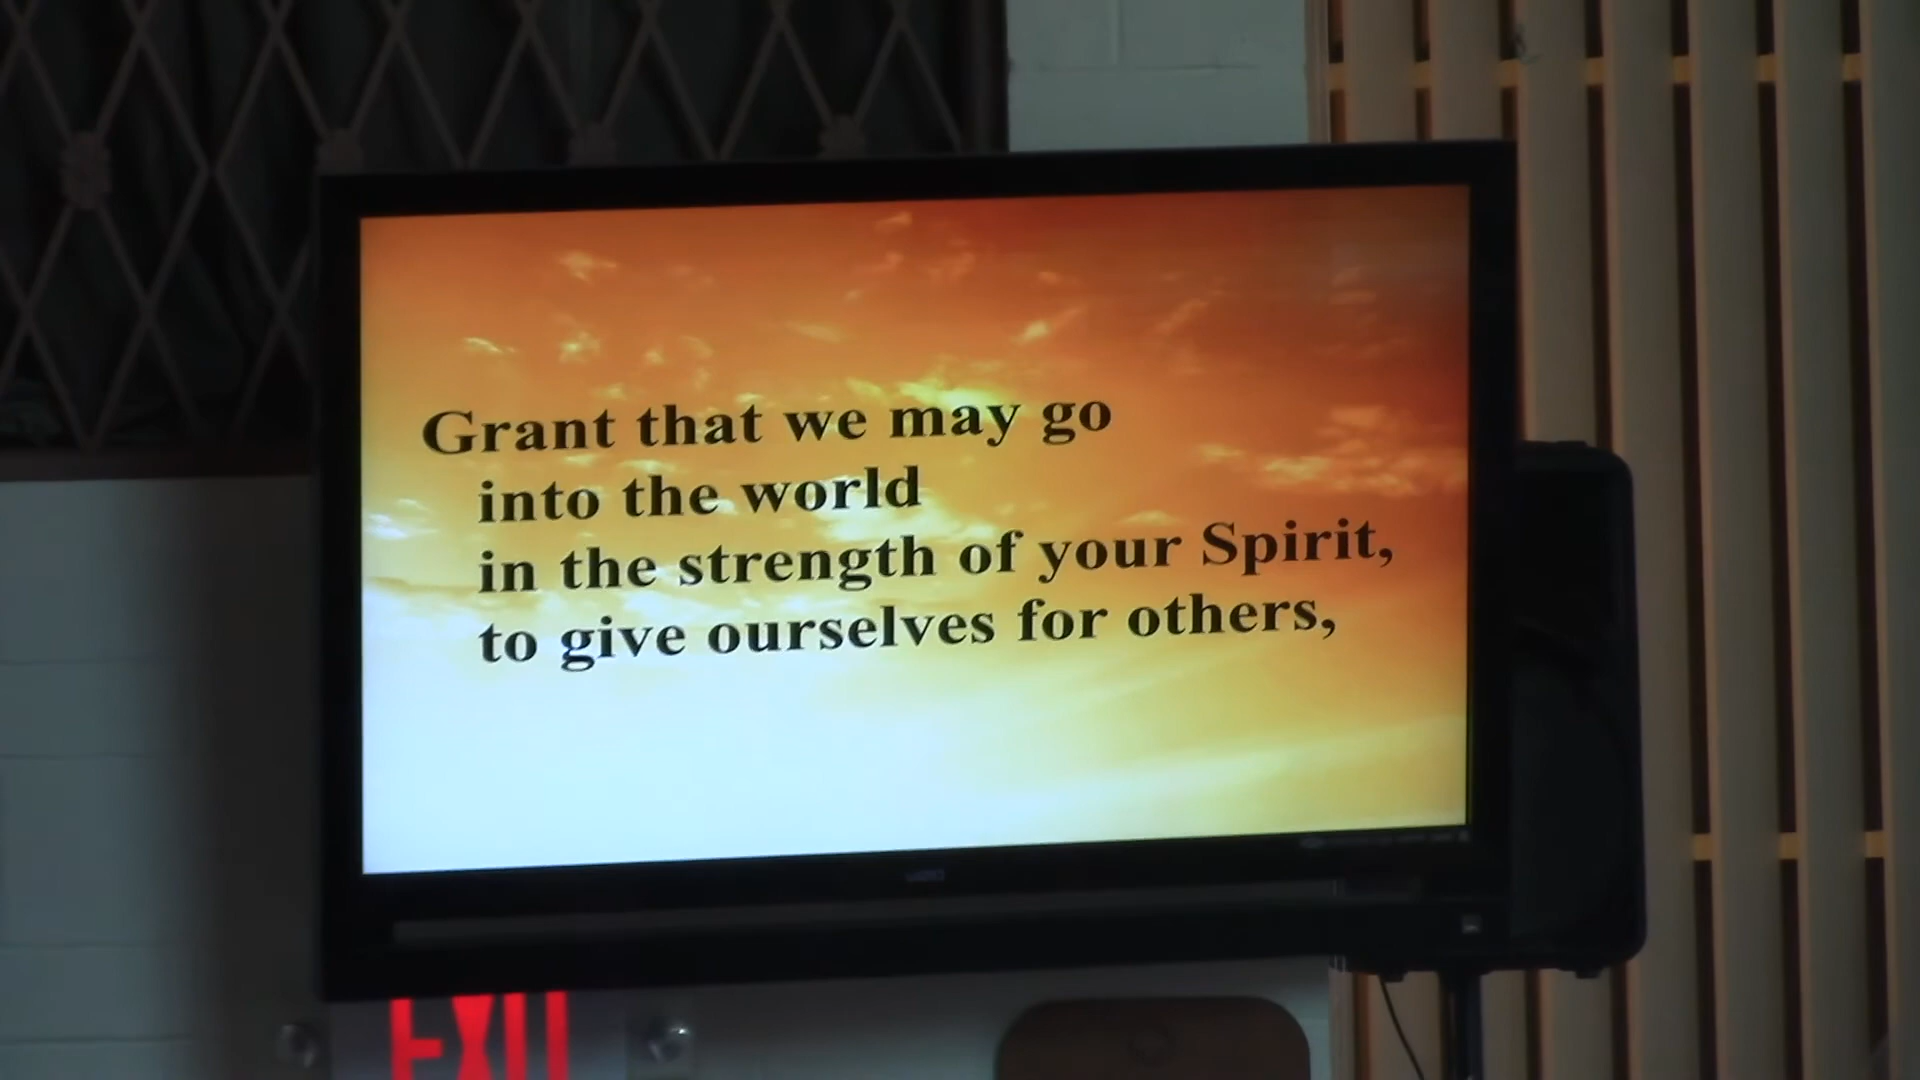 Grant that we may go
into the world
in the strength of your Spirit,
to give ourselves for others,
EXIT